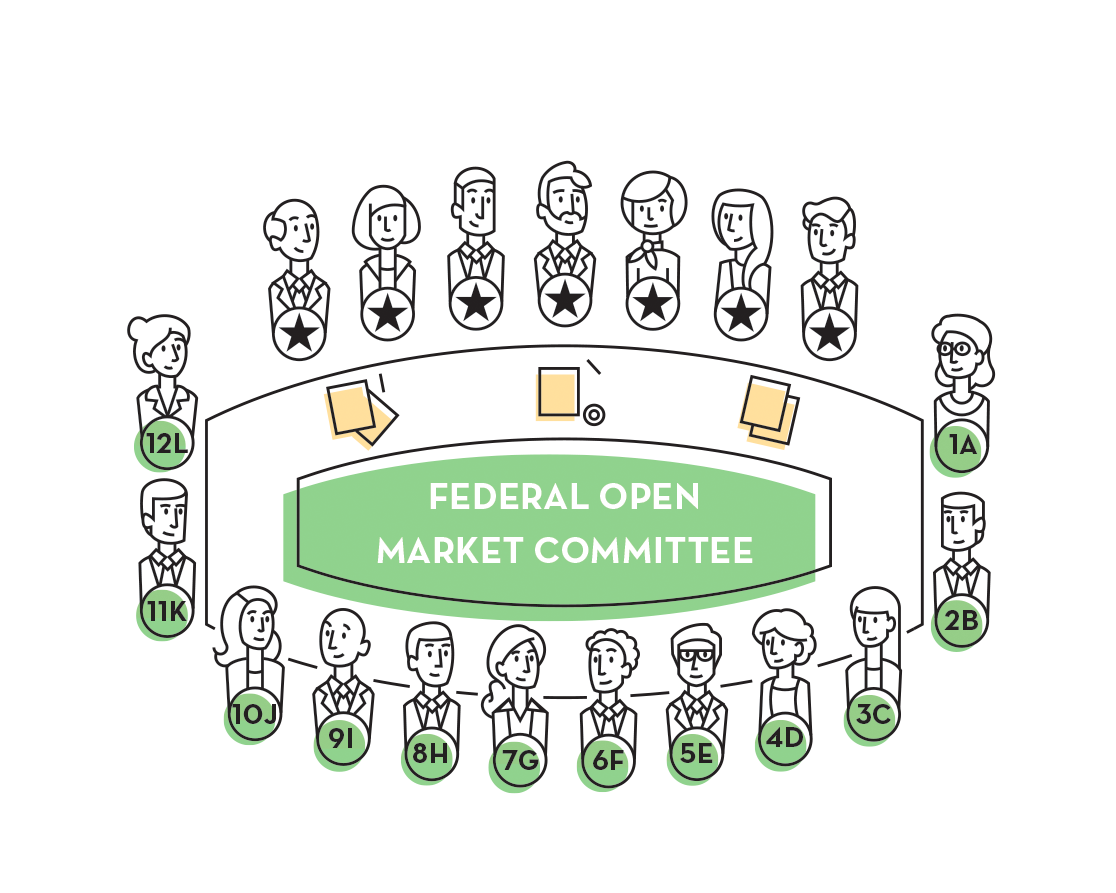 12L
1A
FEDERAL OPEN
MARKET COMMITTEE
11K
2B
10J
9I
8H
7G
6F
5E
4D
3C